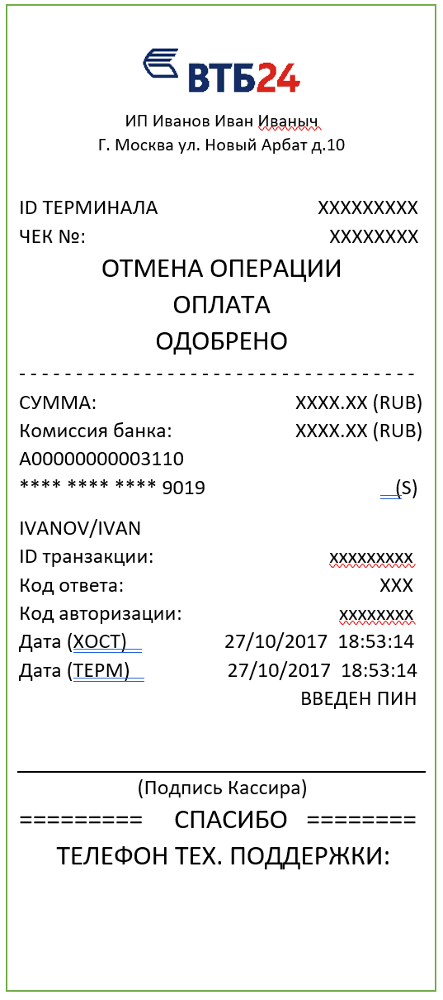 ВТБ24
ИП Иванов Иван Иваныч
Г. Москва ул. Новый Арбат д.10
ID ТЕРМИНАЛА XXXXXXXXX
ЧЕК №: XXXXXXXX
ОТМЕНА ОПЕРАЦИИ
ОПЛАТА
ОДОБРЕНО
- - - - - - - - - - - - - - - - - - - - - - - - - - - - - - - - - - -
СУММА: XXXX.XX (RUB)
Комиссия банка: XXXX.XX (RUB)
A00000000003110
**** **** **** 9019 (S)
IVANOV/IVAN
ID транзакции: xxxxxxxxx
Код ответа: XXX
Код авторизации: xxxxxxxx
Дата (ХОСТ) 27/10/2017 18:53:14
Дата (ТЕРМ) 27/10/2017 18:53:14
ВВЕДЕН ПИН
(Подпись Кассира)
========= СПАСИБО ========
ТЕЛЕФОН ТЕХ. ПОДДЕРЖКИ: